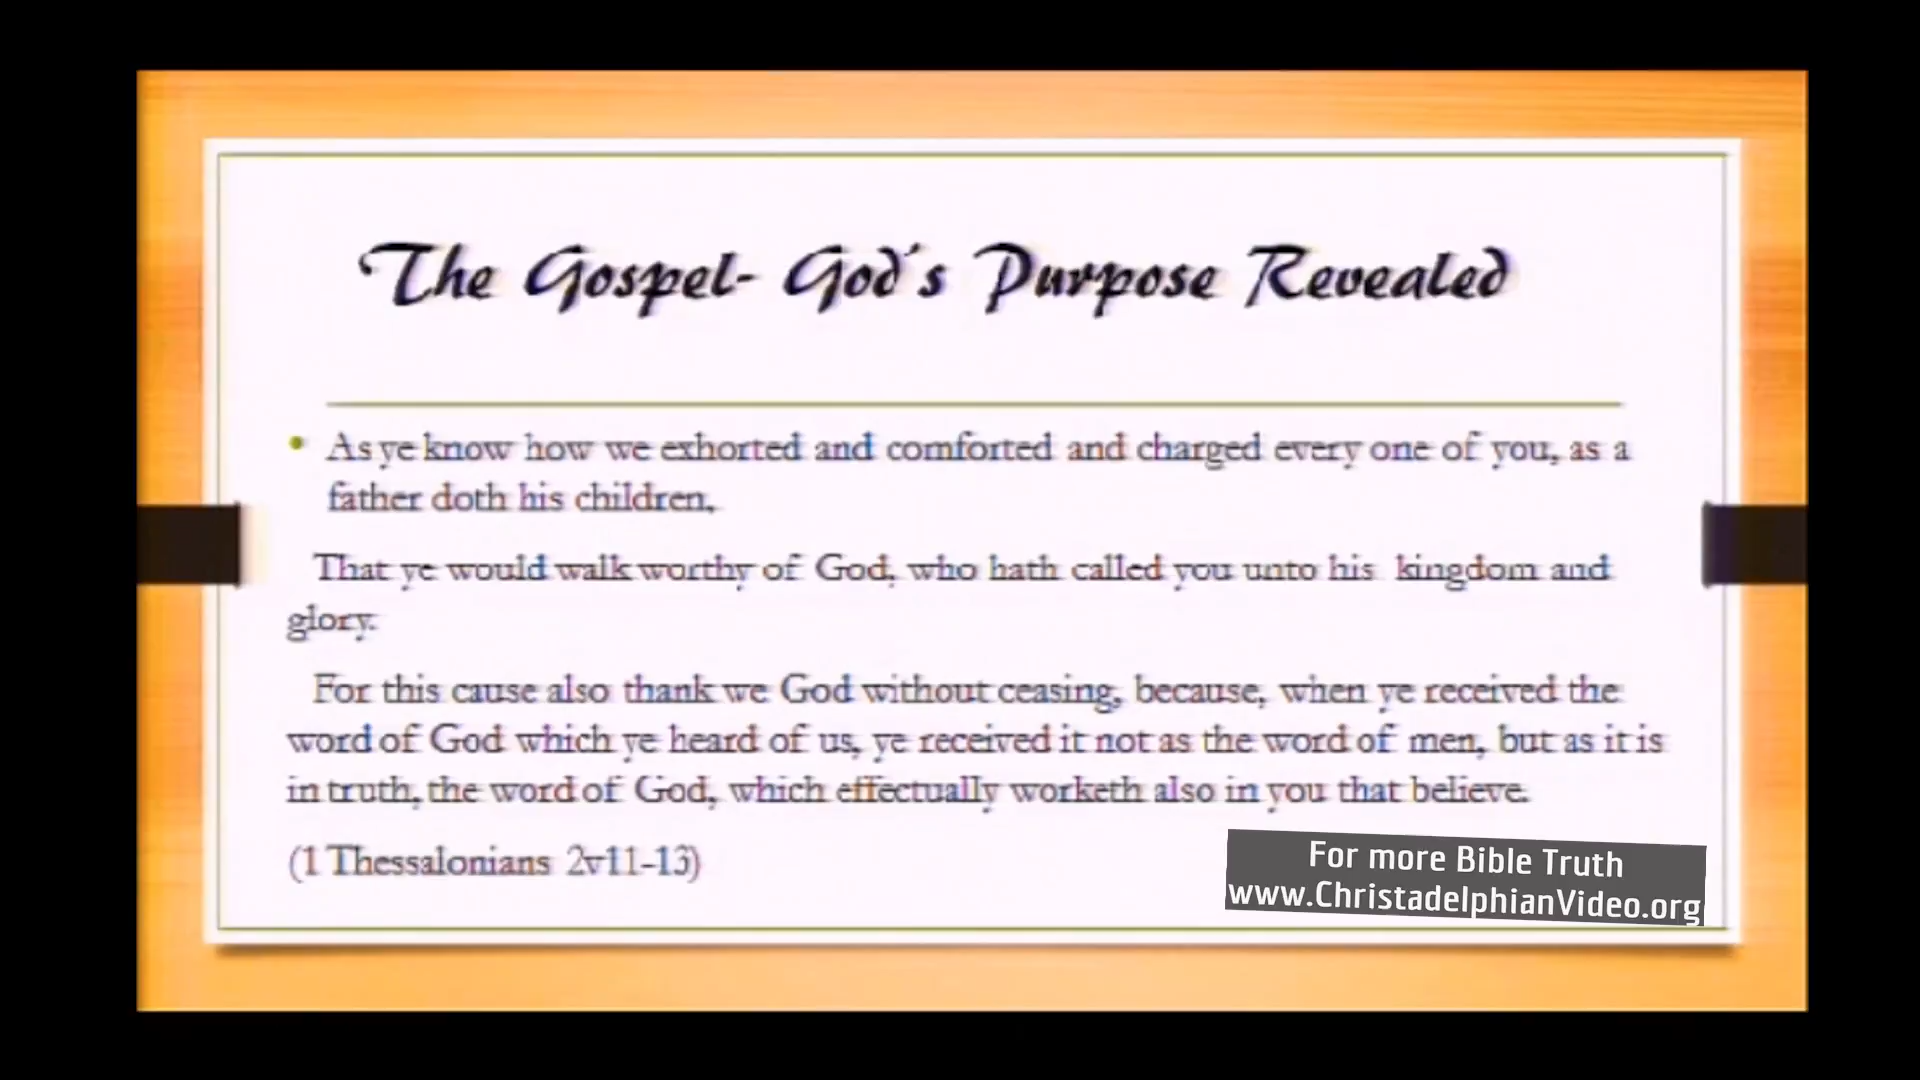 The Gospel- God's Purpose Revealed
• As ye know how we exhorted and comforted and charged every one of you, as a
father doth his children,
That ye would walk worthy of God, who hath called you unto his kingdom and
glory.
For this cause also thank we God without ceasing, because, when ye received the
word of God which ye heard of us, ye received it not as the word of men, but as it is
in truth, the word of God, which effectually worketh also in you that believe.
(1 Thessalonians 2v11-13)
For more Bible Truth
www.ChristadelphianVideo.org